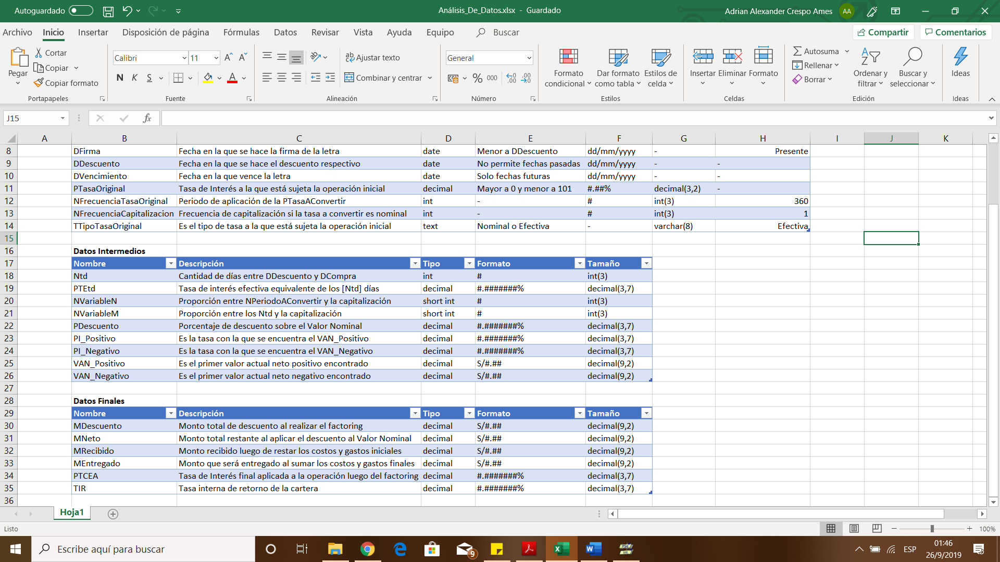 Autoguardado
Análisis_De_Datos.xlsx - Guardado
Adrian Alexander Crespo Ames AA
Archivo Inicio Insertar Disposición de página Fórmulas Datos Revisar Vista Ayuda Equipo Buscar
Compartir Comentarios
Pegar
Cortar
Copiar
Copiar formato
Portapapeles
Calibri 11
N K S
Fuente
Ajustar texto
Combinar y centrar
Alineación
General
% 000
Número
Formato condicional
Dar formato como tabla
Estilos de celda
Estilos
Insertar Eliminar Formato
Celdas
Autosuma
Rellenar
Borrar
Ordenar y filtrar
Buscar y seleccionar
Edición
Ideas
Ideas
J15 fx
A B C D E F G H I J K
8 DFirma Fecha en la que se hace la firma de la letra date Menor a DDescuento dd/mm/yyyy - Presente
9 DDescuento Fecha en la que se hace el descuento respectivo date No permite fechas pasadas dd/mm/yyyy - -
10 DVencimiento Fecha en la que vence la letra date Solo fechas futuras dd/mm/yyyy - -
11 PTasaOriginal Tasa de Interés a la que está sujeta la operación inicial decimal Mayor a 0 y menor a 101 #.##% decimal(3,2) -
12 NFrecuenciaTasaOriginal Periodo de aplicación de la PTasaAConvertir int - # int(3) 360
13 NFrecuenciaCapitalizacion Frecuencia de capitalización si la tasa a convertir es nominal int - # int(3) 1
14 TTipoTasaOriginal Es el tipo de tasa a la que está sujeta la operación inicial text Nominal o Efectiva - varchar(8) Efectiva
15
16 Datos Intermedios
17 Nombre Descripción Tipo Formato Tamaño
18 Ntd Cantidad de días entre DDescuento y DCompra int # int(3)
19 PTEtd Tasa de interés efectiva equivalente de los [Ntd] días decimal #.#######% decimal(3,7)
20 NVariableN Proporción entre NPeriodoAConvertir y la capitalización short int # int(3)
21 NVariableM Proporción entre los Ntd y la capitalización short int # int(3)
22 PDescuento Porcentaje de descuento sobre el Valor Nominal decimal #.#######% decimal(3,7)
23 PI_Positivo Es la tasa con la que se encuentra el VAN_Positivo decimal #.#######% decimal(3,7)
24 PI_Negativo Es la tasa con la que se encuentra el VAN_Negativo decimal #.#######% decimal(3,7)
25 VAN_Positivo Es el primer valor actual neto positivo encontrado decimal S/#.## decimal(9,2)
26 VAN_Negativo Es el primer valor actual neto negativo encontrado decimal S/#.## decimal(9,2)
27
28 Datos Finales
29 Nombre Descripción Tipo Formato Tamaño
30 MDescuento Monto total de descuento al realizar el factoring decimal S/#.## decimal(9,2)
31 MNeto Monto total restante al aplicar el descuento al Valor Nominal decimal S/#.## decimal(9,2)
32 MRecibido Monto recibido luego de restar los costos y gastos iniciales decimal S/#.## decimal(9,2)
33 MEntregado Monto que será entregado al sumar los costos y gastos finales decimal S/#.## decimal(9,2)
34 PTCEA Tasa de Interés final aplicada a la operación luego del factoring decimal #.#######% decimal(3,7)
35 TIR Tasa interna de retorno de la cartera decimal #.#######% decimal(3,7)
36
Hoja1
Listo
100%
Escribe aquí para buscar
9
ESP
01:46
26/9/2019